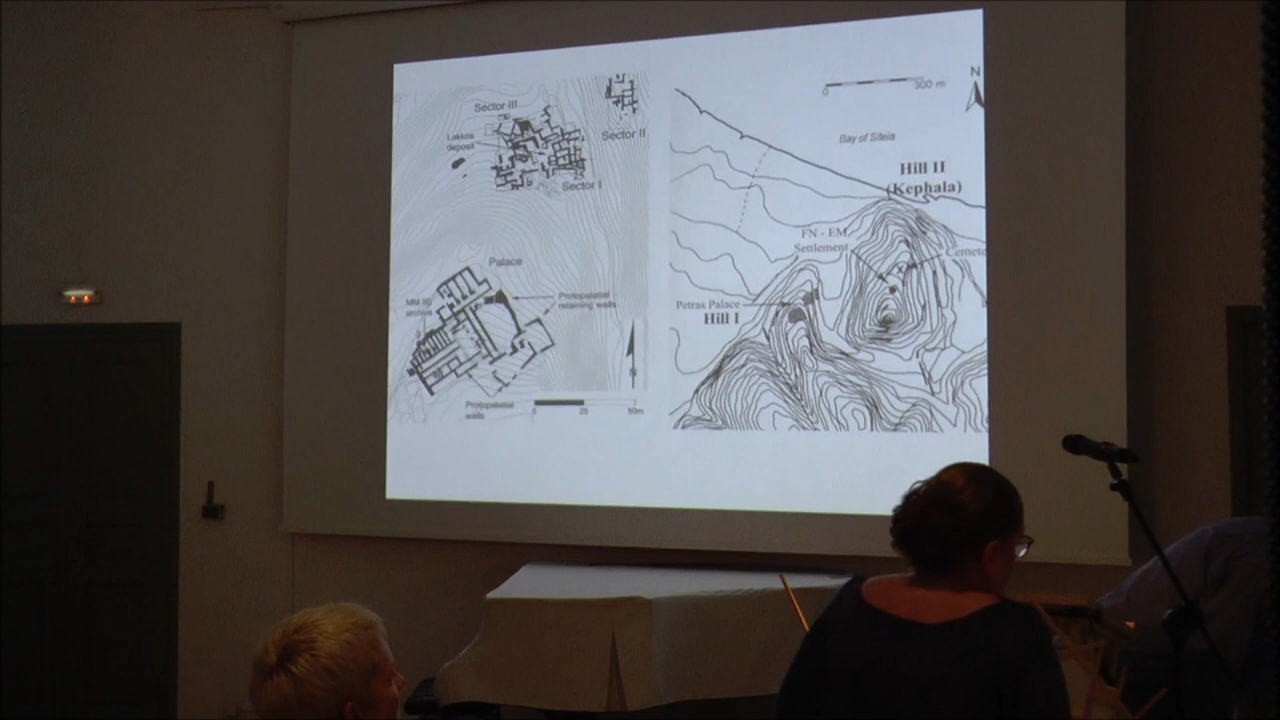 Sector III
Lakkos
deposit
Sector II
Sector I
Palace
MM IIB
archive
Protopalatial
retaining walls
N
Protopalatial
walls
0 25 50m
N
0 300 m
Bay of Siteia
Hill II
(Kephala)
FN - EM
Settlement
Cemete
Petras Palace
Hill I